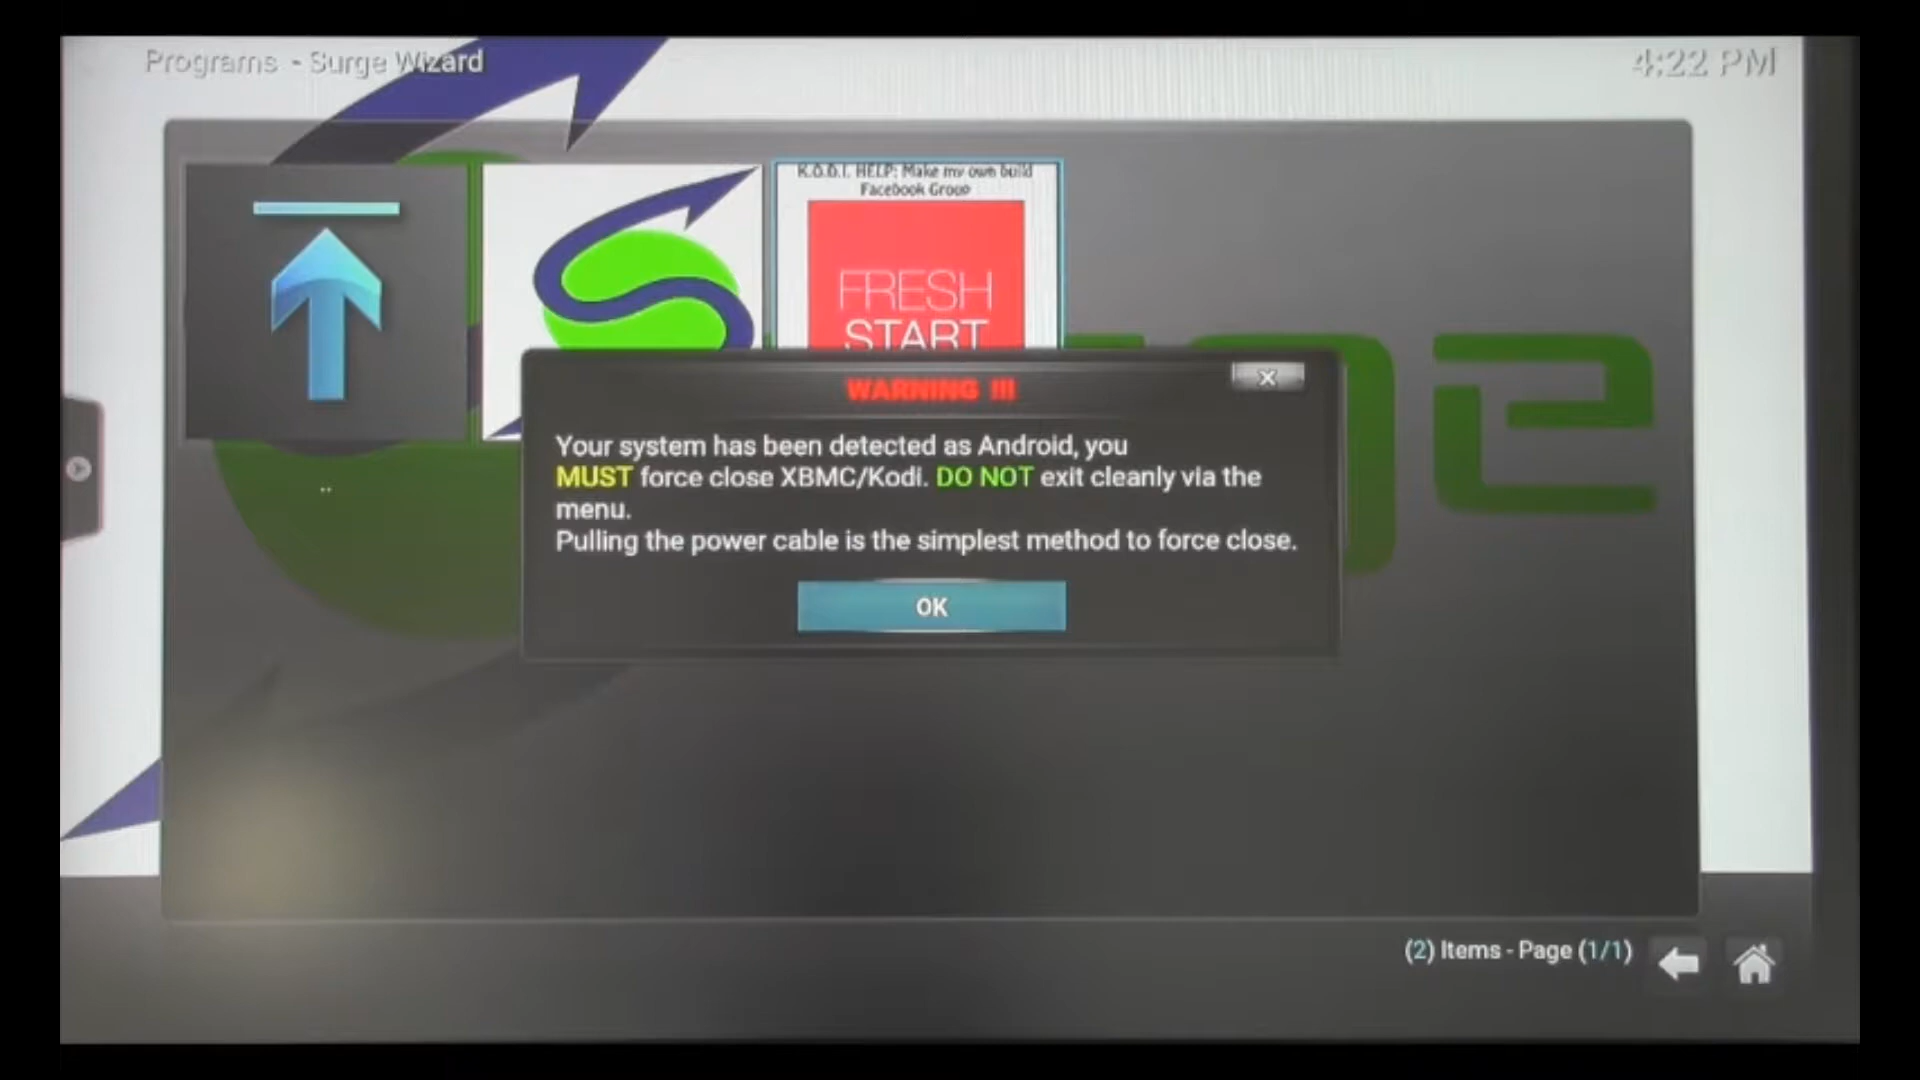 Programs - Surge Wizard
4:22 PM
K.O.D.I. HELP: Make my own build
Facebook Group
FRESH
START
WARNING !!!
Your system has been detected as Android, you
MUST force close XBMC/Kodi. DO NOT exit cleanly via the
menu.
Pulling the power cable is the simplest method to force close.
OK
..
(2) Items - Page (1/1)